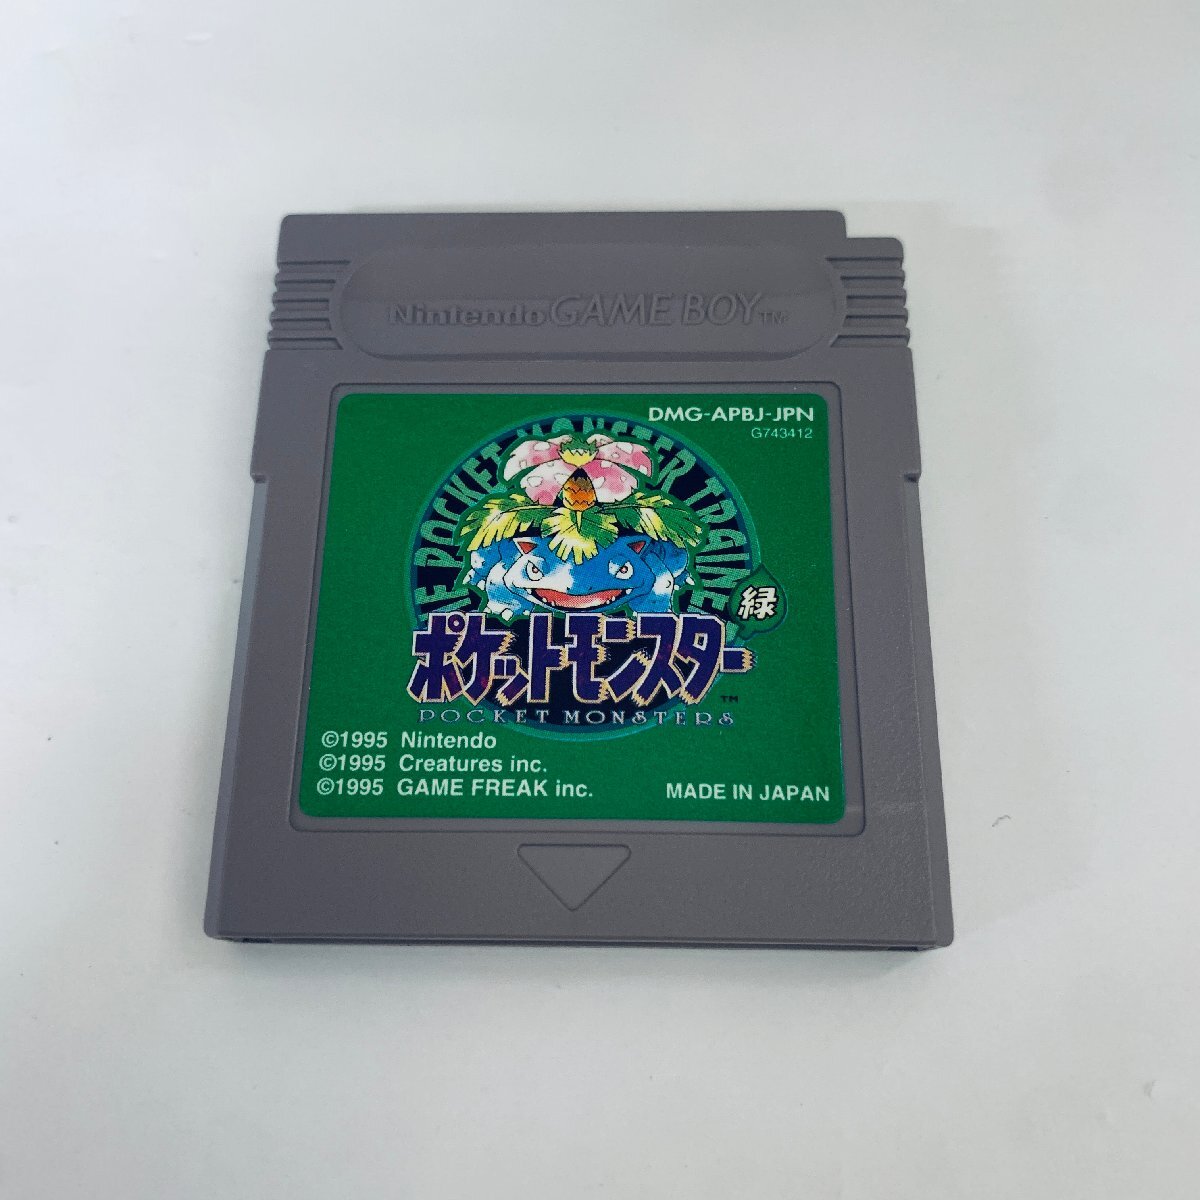 Nintendo GAME BOY TM
DMG-APBJ-JPN
G743412
POCKET MONSTER TRAINER
緑
ポケットモンスター
TM
POCKET MONSTERS
©1995 Nintendo
©1995 Creatures inc.
©1995 GAME FREAK inc.
MADE IN JAPAN